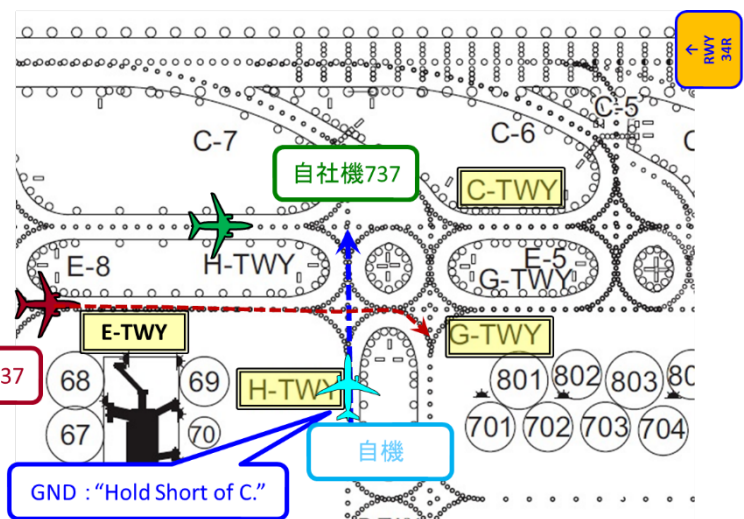 ←
RWY
34R
C-5
C-7
C-6
自社機737
C-TWY
E-8
H-TWY
E-5
G-TWY
E-TWY
G-TWY
37
68
69
H-TWY
801
802
803
80
67
70
701
702
703
704
自機
GND : “Hold Short of C.”